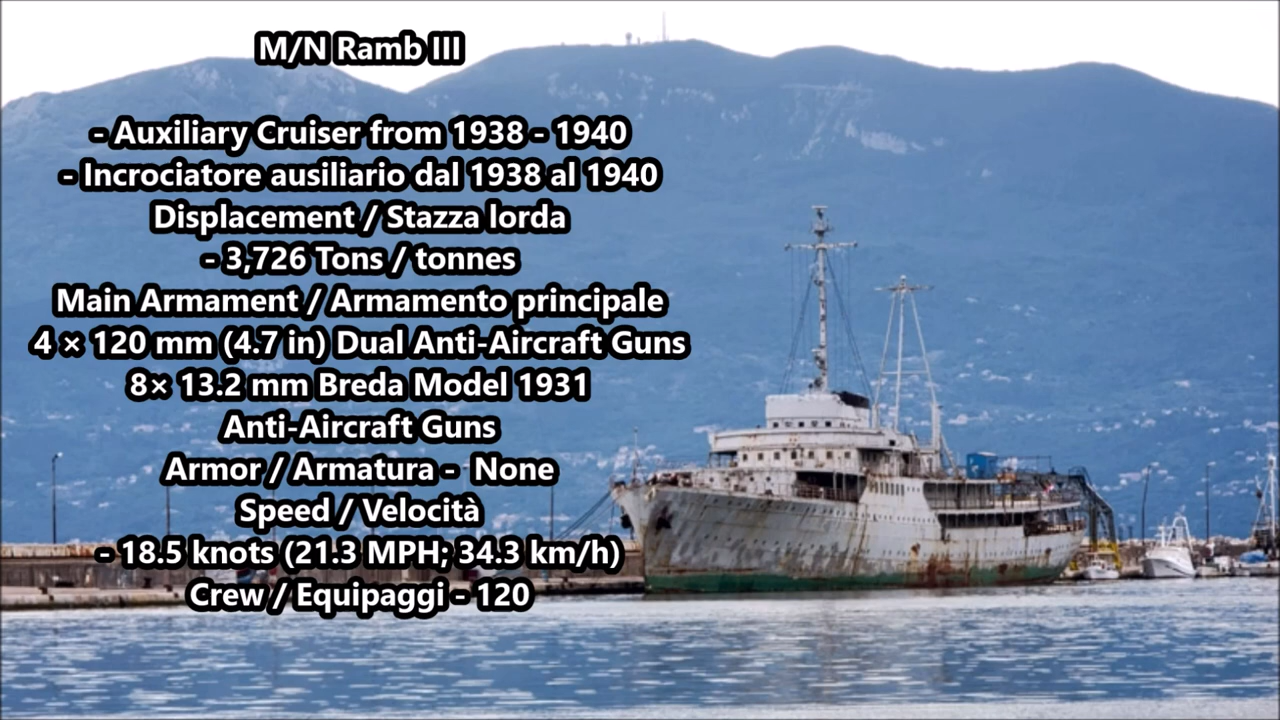 M/N Ramb III
- Auxiliary Cruiser from 1938 - 1940
- Incrociatore ausiliario dal 1938 al 1940
Displacement / Stazza lorda
- 3,726 Tons / tonnes
Main Armament / Armamento principale
4 × 120 mm (4.7 in) Dual Anti-Aircraft Guns
8× 13.2 mm Breda Model 1931
Anti-Aircraft Guns
Armor / Armatura -  None
Speed / Velocità
- 18.5 knots (21.3 MPH; 34.3 km/h)
Crew / Equipaggi - 120